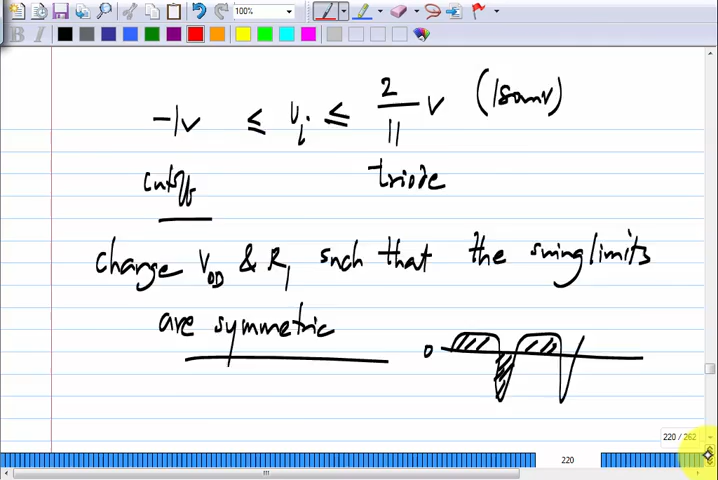 100%
B I
-1v ≤ vi ≤ 2/11 v (180mv)
cutoff triode
change VDD & R1 such that the swing limits
are symmetric
0
220 / 262
220